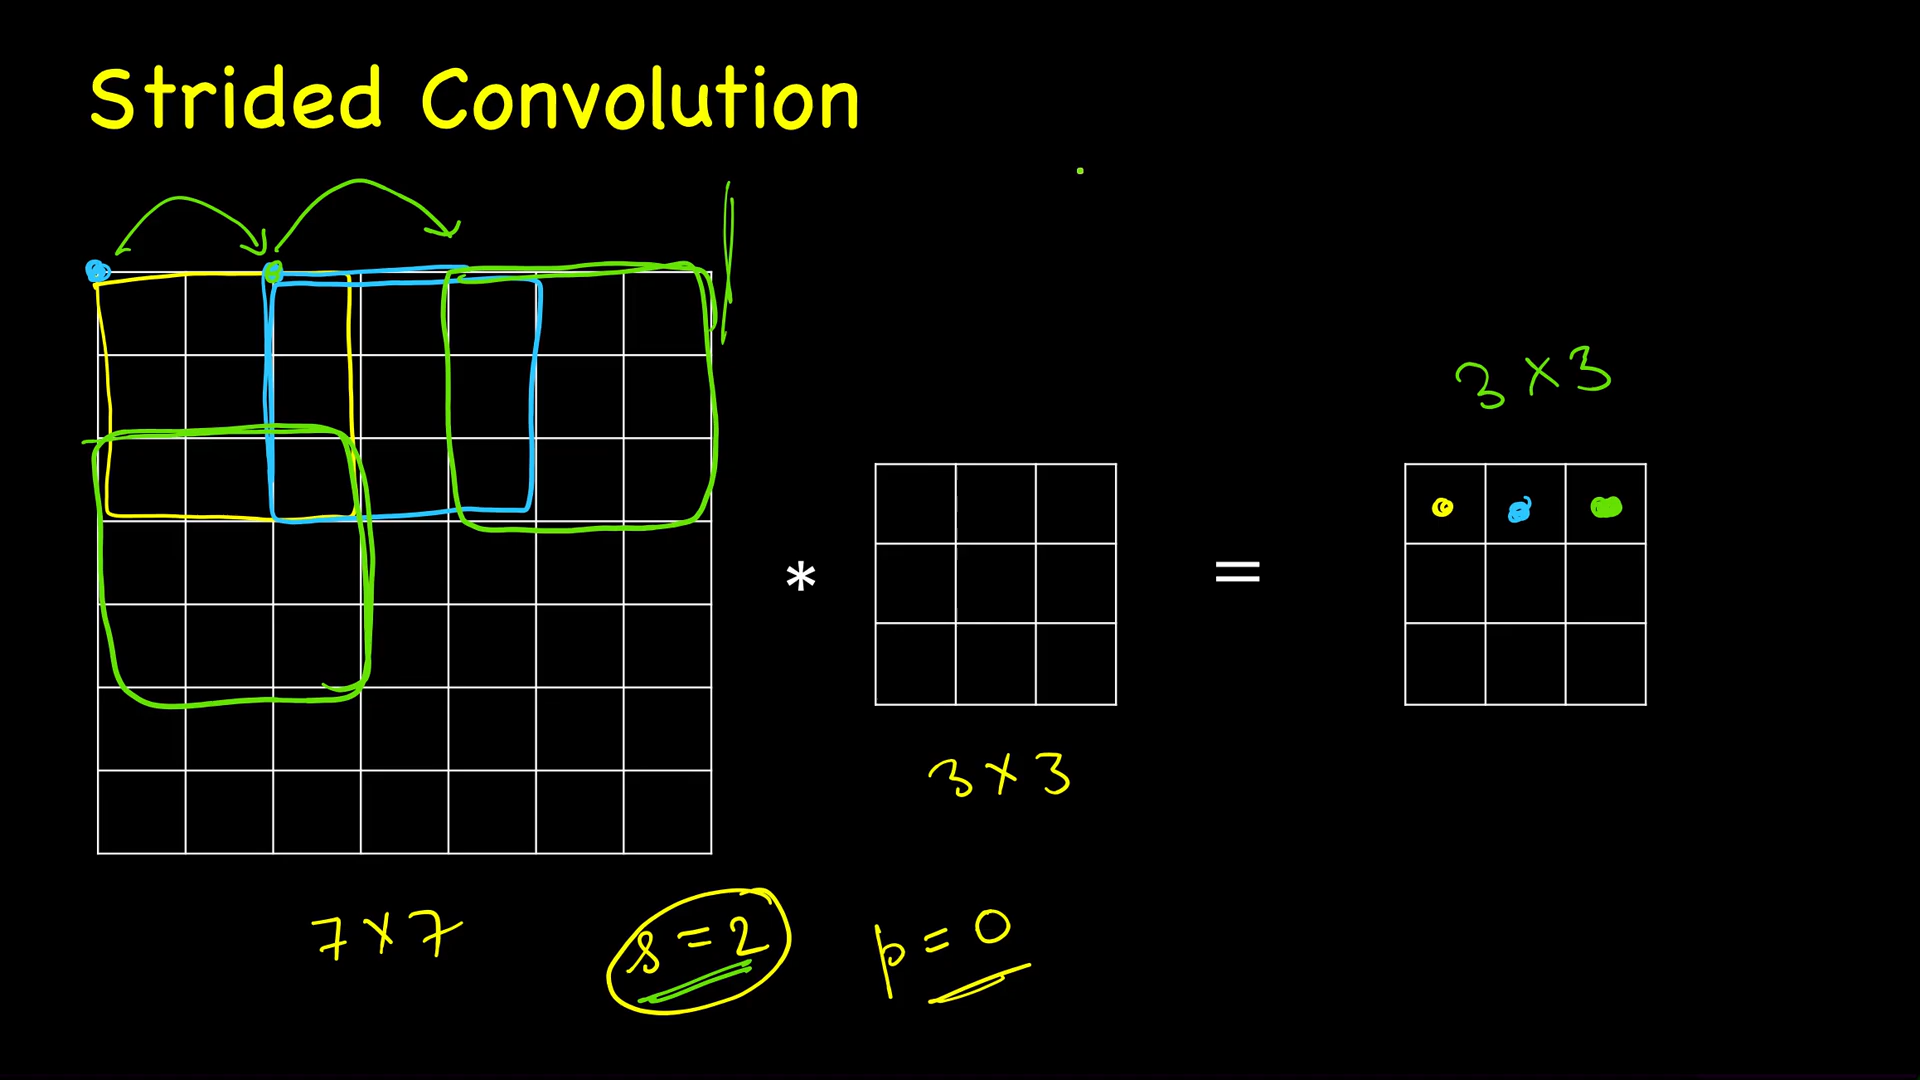 Strided Convolution
3 × 3
* =
3 × 3
7 × 7 s = 2 p = 0